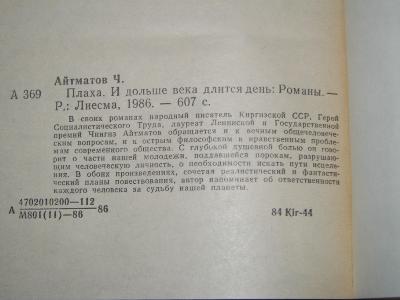 Айтматов Ч.
А 369 Плаха. И дольше века длится день: Романы. —
Р.: Лиесма, 1986. — 607 с.
В своих романах народный писатель Киргизской ССР, Герой
Социалистического Труда, лауреат Ленинской и Государственной
премий Чингиз Айтматов обращается и к вечным общечеловече-
ским вопросам, и к острым философским и нравственным пробле-
мам современного общества. С глубокой душевной болью он гово-
рит о части нашей молодежи, поддавшейся порокам, разрушаю-
щим человеческую личность, о необходимости искать пути исцеле-
ния. В обоих произведениях, сочетая реалистический и фантасти-
ческий планы повествования, автор напоминает об ответственности
каждого человека за судьбу нашей планеты.
4702010200—112
А 86
М801(11)—86
84 Kir-44